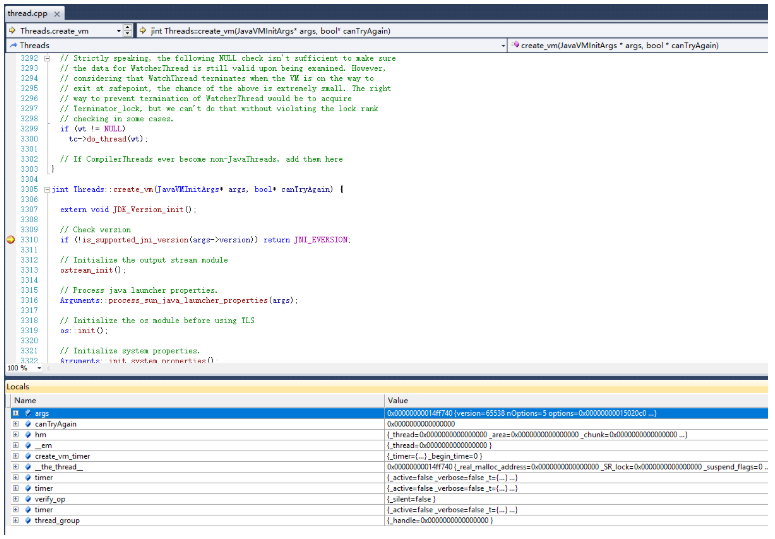 thread.cpp ×
Threads.create_vm
jint Threads::create_vm(JavaVMInitArgs* args, bool* canTryAgain)
Threads
create_vm(JavaVMInitArgs * args, bool * canTryAgain)
3292 // Strictly speaking, the following NULL check isn't sufficient to make sure
3293 // the data for WatcherThread is still valid upon being examined. However,
3294 // considering that WatchThread terminates when the VM is on the way to
3295 // exit at safepoint, the chance of the above is extremely small. The right
3296 // way to prevent termination of WatcherThread would be to acquire
3297 // Terminator_lock, but we can't do that without violating the lock rank
3298 // checking in some cases.
3299 if (wt != NULL)
3300 tc->do_thread(wt);
3301
3302 // If CompilerThreads ever become non-JavaThreads, add them here
3303 }
3304
3305 jint Threads::create_vm(JavaVMInitArgs* args, bool* canTryAgain) {
3306
3307 extern void JDK_Version_init();
3308
3309 // Check version
3310 if (!is_supported_jni_version(args->version)) return JNI_EVERSION;
3311
3312 // Initialize the output stream module
3313 ostream_init();
3314
3315 // Process java launcher properties.
3316 Arguments::process_sun_java_launcher_properties(args);
3317
3318 // Initialize the os module before using TLS
3319 os::init();
3320
3321 // Initialize system properties.
3322 Arguments::init_system_properties();
100 %
Locals
Name Value
args 0x00000000014ff740 {version=65538 nOptions=5 options=0x00000000015020c0 ...}
canTryAgain 0x0000000000000000
hm {_thread=0x0000000000000000 _area=0x0000000000000000 _chunk=0x0000000000000000 ...}
__em {_thread=0x0000000000000000 }
create_vm_timer {_timer={...} _begin_time=0 }
__the_thread__ 0x00000000014ff740 {_real_malloc_address=0x0000000000000000 _SR_lock=0x0000000000000000 _suspend_flags=0 ..
timer {_active=false _verbose=false _t={...} ...}
timer {_active=false _verbose=false _t={...} ...}
verify_op {_silent=false }
timer {_active=false _verbose=false _t={...} ...}
thread_group {_handle=0x0000000000000000 }